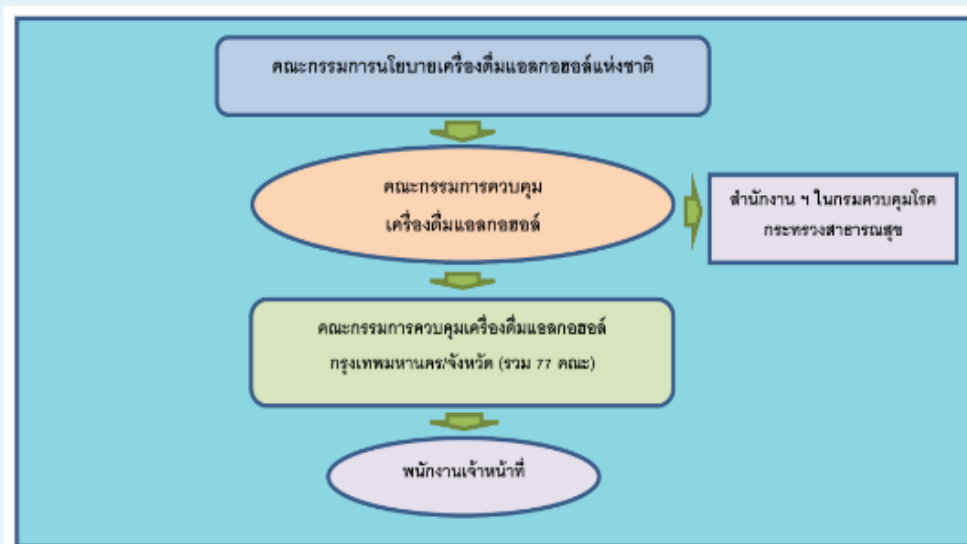 คณะกรรมการนโยบายเครื่องดื่มแอลกอฮอล์แห่งชาติ
คณะกรรมการควบคุม
เครื่องดื่มแอลกอฮอล์
สำนักงาน ฯ ในกรมควบคุมโรค
กระทรวงสาธารณสุข
คณะกรรมการควบคุมเครื่องดื่มแอลกอฮอล์
กรุงเทพมหานคร/จังหวัด (รวม 77 คณะ)
พนักงานเจ้าหน้าที่